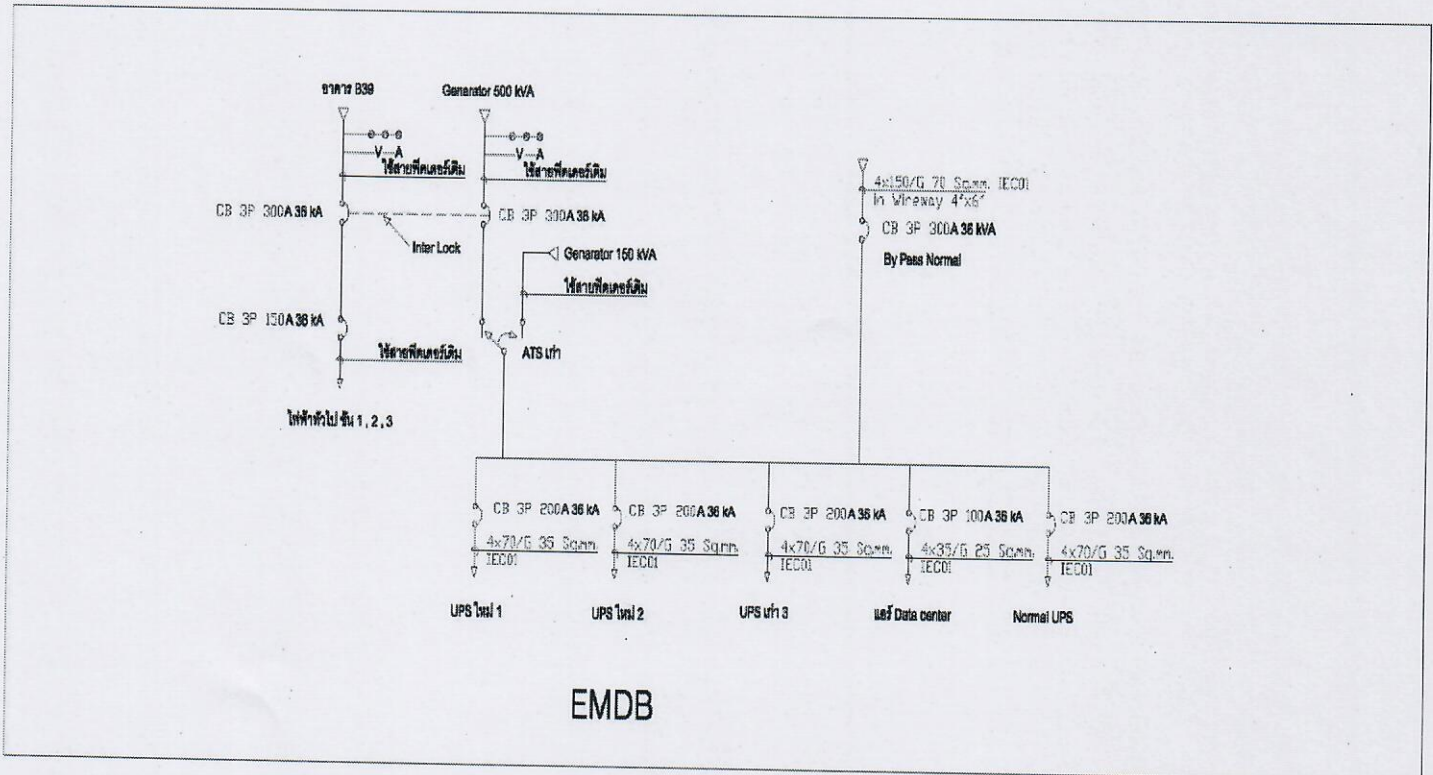 อาคาร B39
Genarator 500 kVA
V A
ใช้สายฟีดเดอร์เดิม
V A
ใช้สายฟีดเดอร์เดิม
4x150/G 70 Sq.mm. IEC01
in Wireway 4"x6"
CB 3P 300A 36 kA
CB 3P 300A 36 kA
CB 3P 300A 36 kVA
Inter Lock
Genarator 150 kVA
By Pass Normal
ใช้สายฟีดเดอร์เดิม
CB 3P 150A 36 kA
ใช้สายฟีดเดอร์เดิม
ATS เก่า
ไฟฟ้าทั่วไป ชั้น 1 , 2 , 3
CB 3P 200A 36 kA
CB 3P 200A 36 kA
CB 3P 200A 36 kA
CB 3P 100A 36 kA
CB 3P 200A 36 kA
4x70/G 35 Sq.mm.
IEC01
4x70/G 35 Sq.mm.
IEC01
4x70/G 35 Sq.mm.
IEC01
4x35/G 25 Sq.mm.
IEC01
4x70/G 35 Sq.mm.
IEC01
UPS ใหม่ 1
UPS ใหม่ 2
UPS เก่า 3
แอร์ Data center
Normal UPS
EMDB